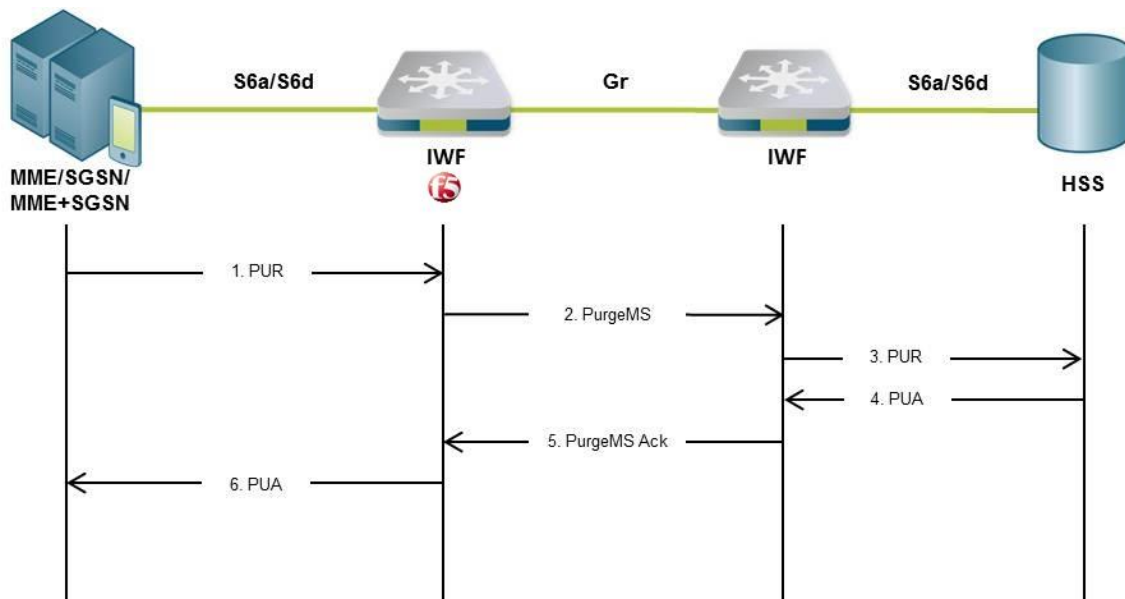 S6a/S6d
Gr
S6a/S6d
MME/SGSN/
MME+SGSN
IWF
f5
IWF
HSS
1. PUR
2. PurgeMS
3. PUR
4. PUA
5. PurgeMS Ack
6. PUA